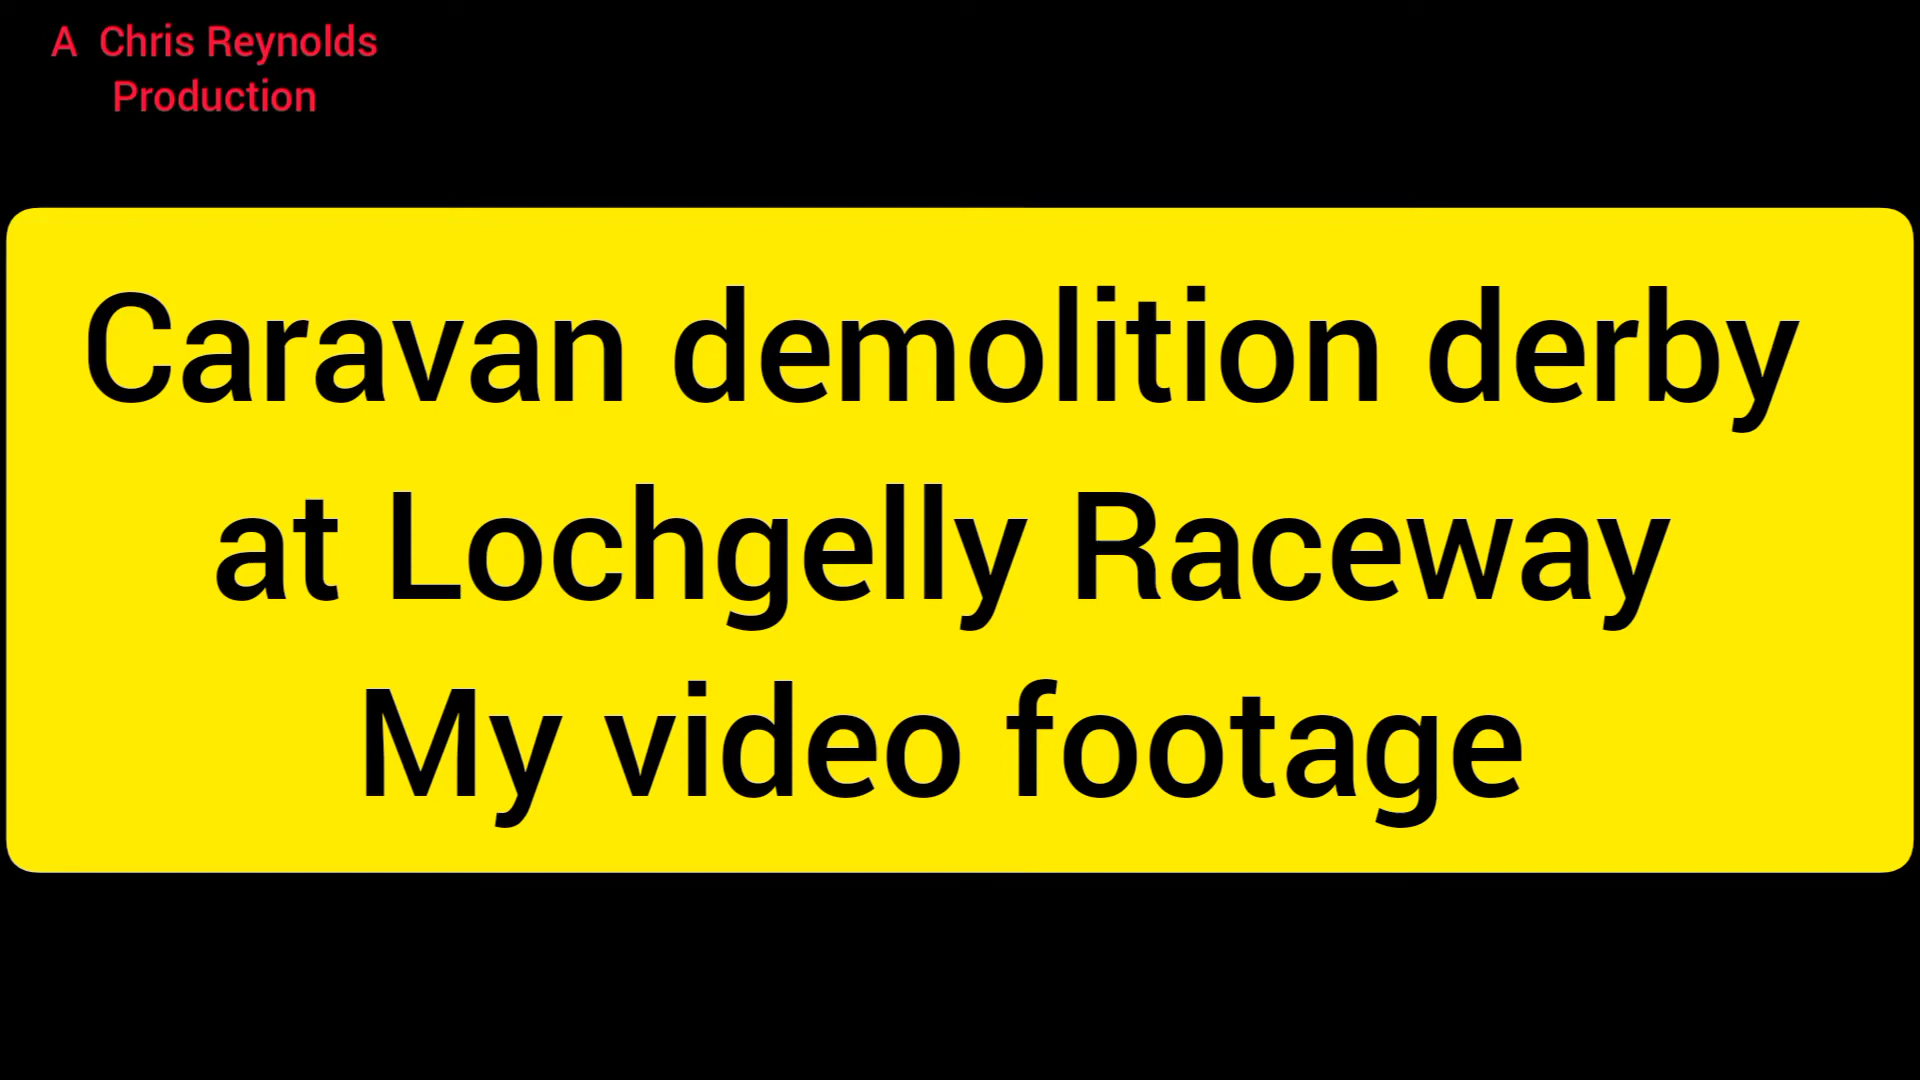 A Chris Reynolds
Production
Caravan demolition derby
at Lochgelly Raceway
My video footage